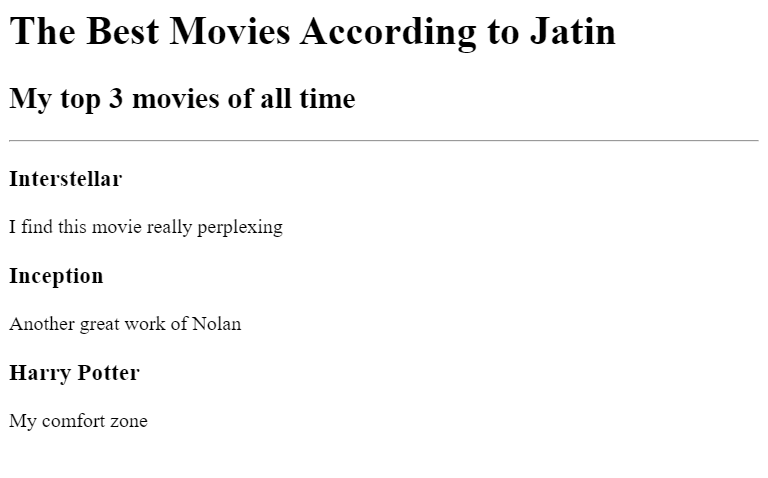 The Best Movies According to Jatin
My top 3 movies of all time
Interstellar
I find this movie really perplexing
Inception
Another great work of Nolan
Harry Potter
My comfort zone